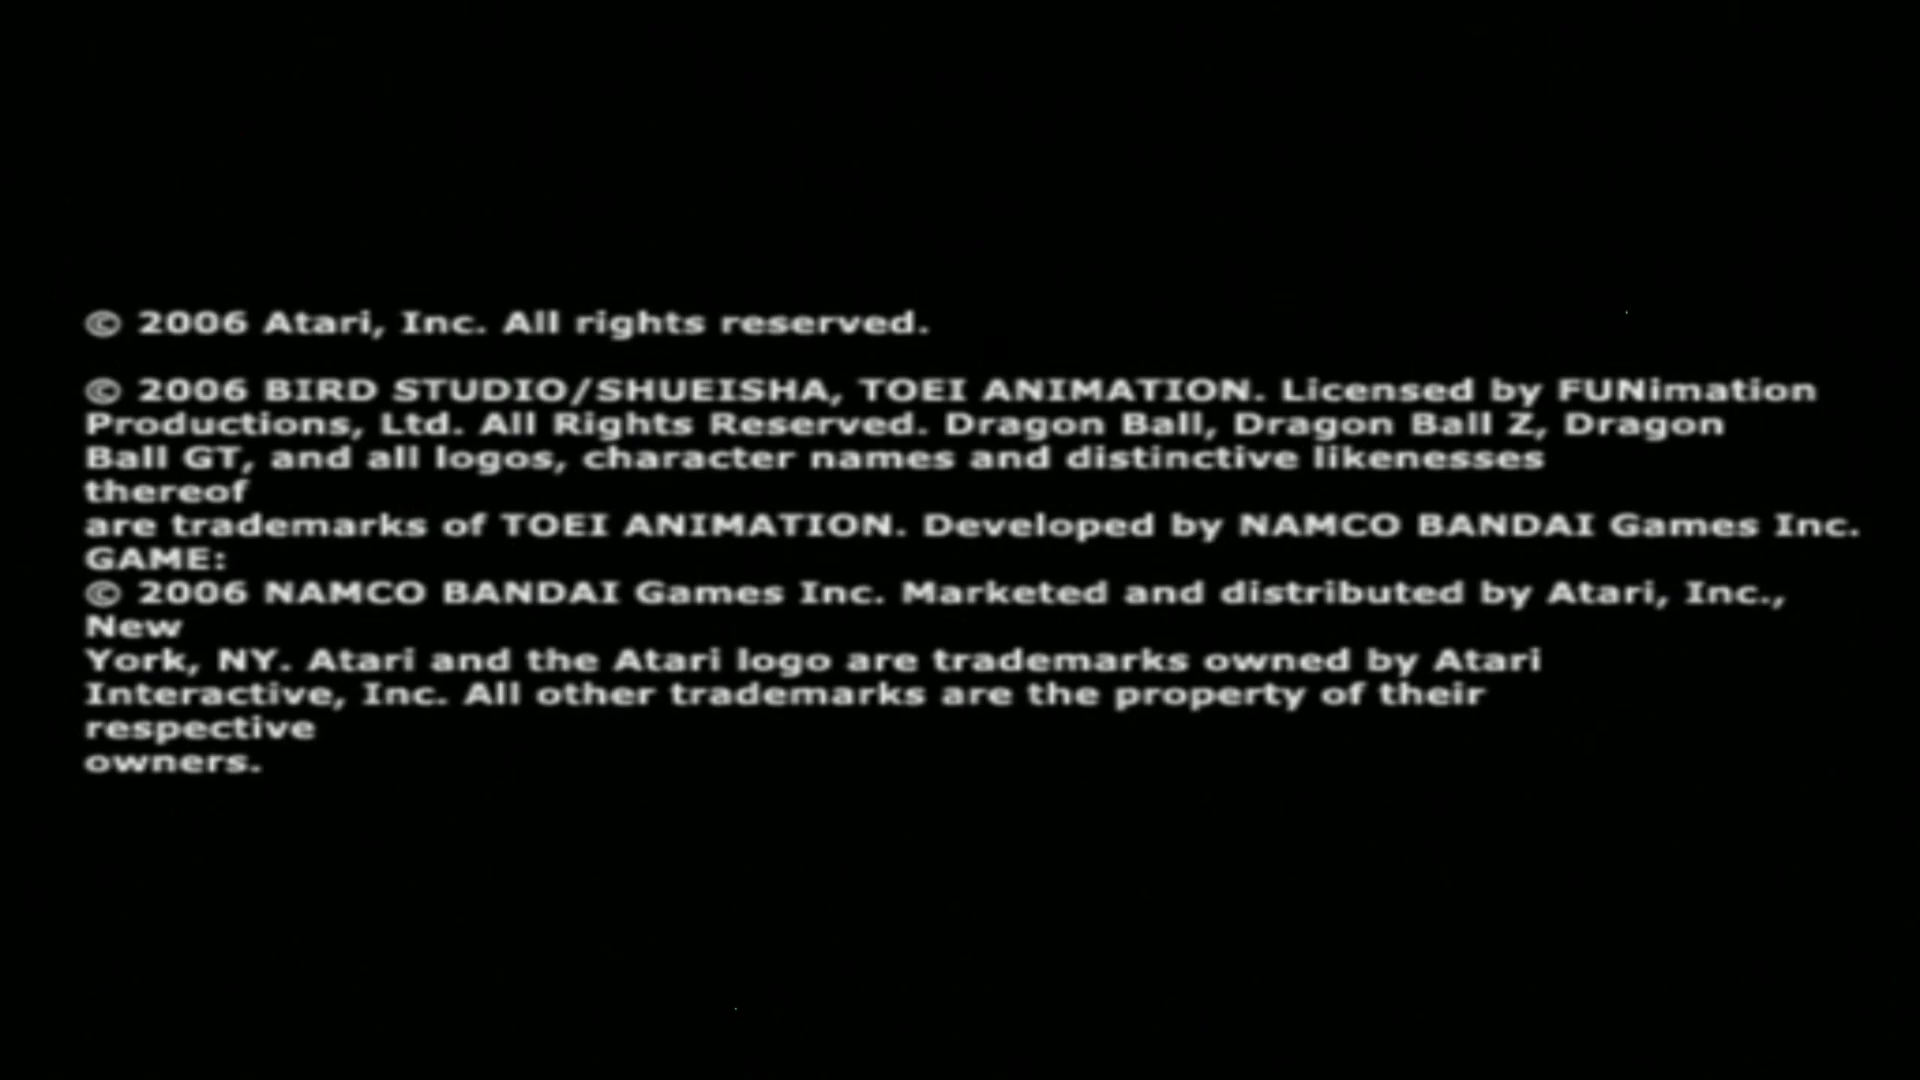 © 2006 Atari, Inc. All rights reserved.
© 2006 BIRD STUDIO/SHUEISHA, TOEI ANIMATION. Licensed by FUNimation
Productions, Ltd. All Rights Reserved. Dragon Ball, Dragon Ball Z, Dragon
Ball GT, and all logos, character names and distinctive likenesses
thereof
are trademarks of TOEI ANIMATION. Developed by NAMCO BANDAI Games Inc.
GAME:
© 2006 NAMCO BANDAI Games Inc. Marketed and distributed by Atari, Inc.,
New
York, NY. Atari and the Atari logo are trademarks owned by Atari
Interactive, Inc. All other trademarks are the property of their
respective
owners.